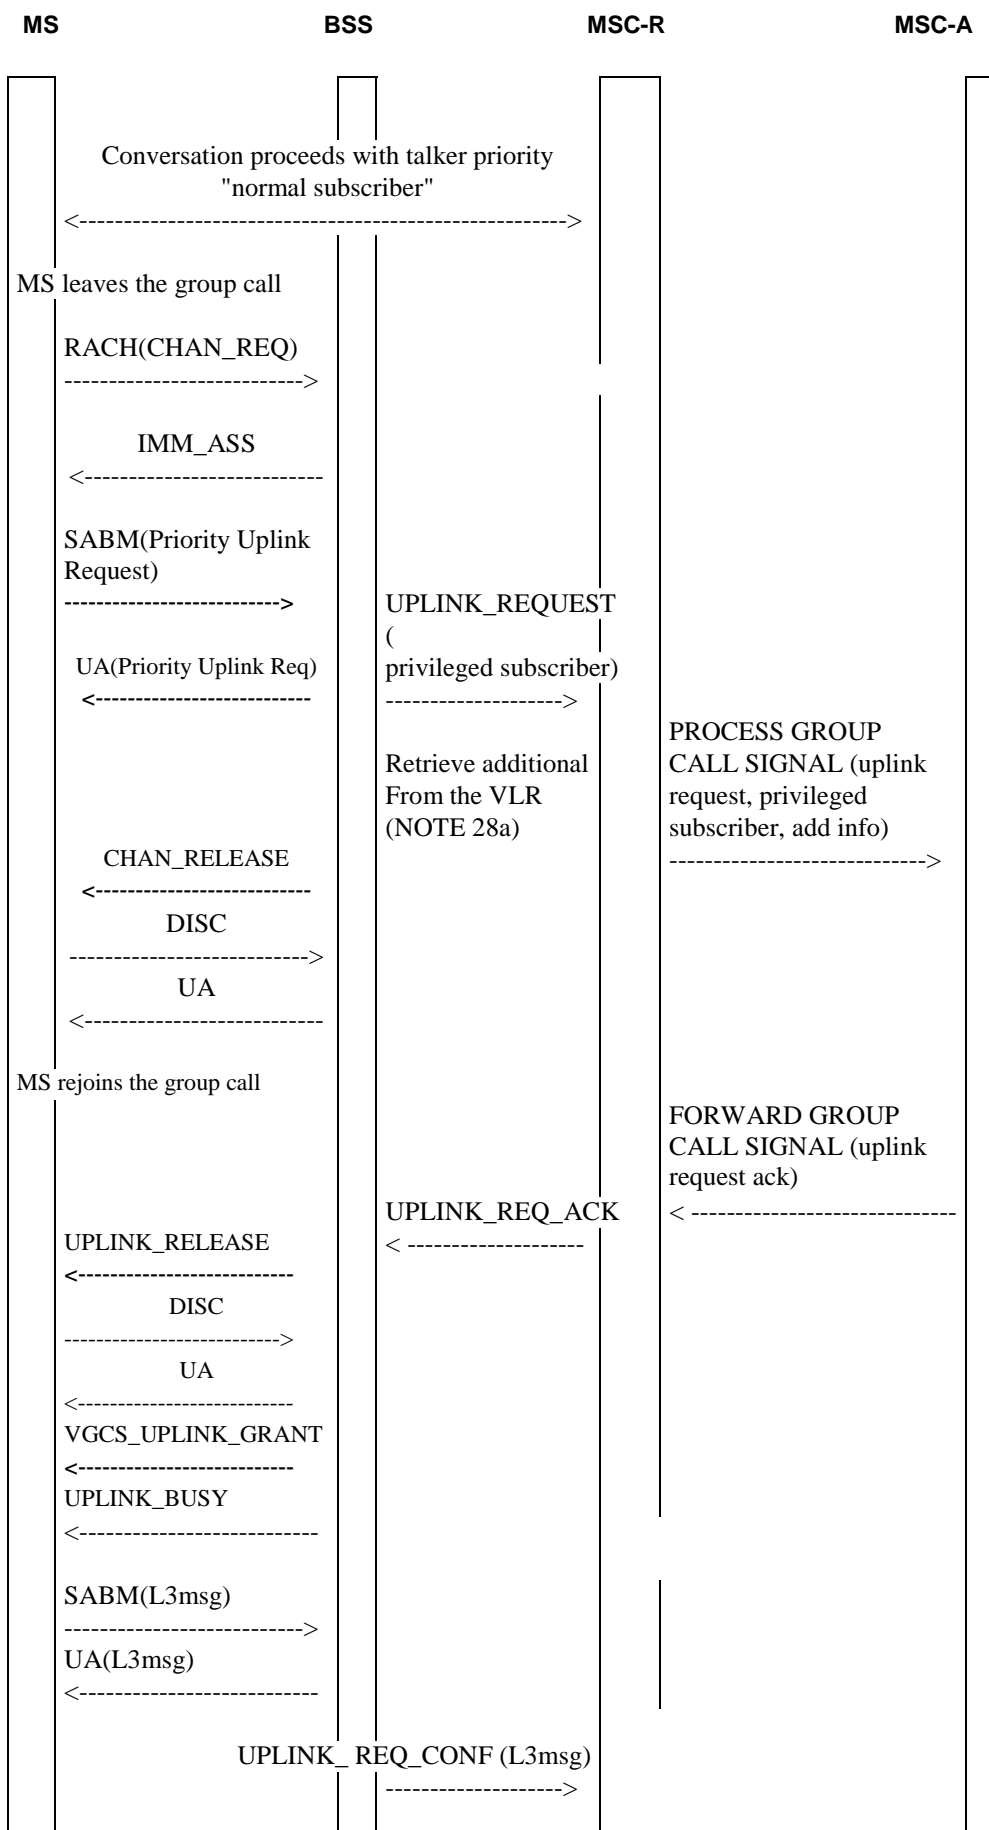 MS BSS MSC-R MSC-A
Conversation proceeds with talker priority
"normal subscriber"
<------------------------------------------------------->
MS leaves the group call
RACH(CHAN_REQ)
--------------------------->
IMM_ASS
<---------------------------
SABM(Priority Uplink
Request)
--------------------------->
UPLINK_REQUEST
(
privileged subscriber)
-------------------->
UA(Priority Uplink Req)
<---------------------------
PROCESS GROUP
CALL SIGNAL (uplink
request, privileged
subscriber, add info)
----------------------------->
Retrieve additional
From the VLR
(NOTE 28a)
CHAN_RELEASE
<---------------------------
DISC
--------------------------->
UA
<---------------------------
MS rejoins the group call
FORWARD GROUP
CALL SIGNAL (uplink
request ack)
< ------------------------------
UPLINK_REQ_ACK
< --------------------
UPLINK_RELEASE
<---------------------------
DISC
--------------------------->
UA
<---------------------------
VGCS_UPLINK_GRANT
<---------------------------
UPLINK_BUSY
<---------------------------
SABM(L3msg)
--------------------------->
UA(L3msg)
<---------------------------
UPLINK_ REQ_CONF (L3msg)
-------------------->